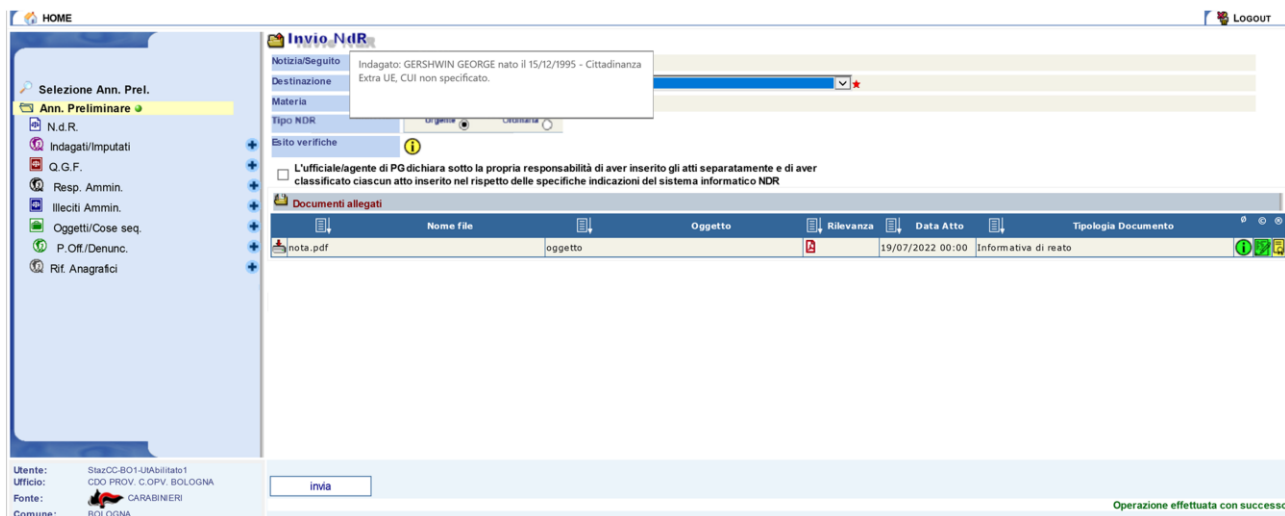 HOME
LOGOUT
Invio NdR
Notizia/Seguito
Indagato: GERSHWIN GEORGE nato il 15/12/1995 - Cittadinanza
Extra UE, CUI non specificato.
Destinazione
Materia
Tipo NDR Urgente Ordinaria
Esito verifiche
L'ufficiale/agente di PG dichiara sotto la propria responsabilità di aver inserito gli atti separatamente e di aver
classificato ciascun atto inserito nel rispetto delle specifiche indicazioni del sistema informatico NDR
Documenti allegati
Nome file Oggetto Rilevanza Data Atto Tipologia Documento
nota.pdf oggetto 19/07/2022 00:00 Informativa di reato
Selezione Ann. Prel.
Ann. Preliminare
N.d.R.
Indagati/Imputati
Q.G.F.
Resp. Ammin.
Illeciti Ammin.
Oggetti/Cose seq.
P.Off./Denunc.
Rif. Anagrafici
Utente: StazCC-BO1-UtAbilitato1
Ufficio: CDO PROV. C.OPV. BOLOGNA
Fonte: CARABINIERI
Comune: BOLOGNA
invia
Operazione effettuata con successo